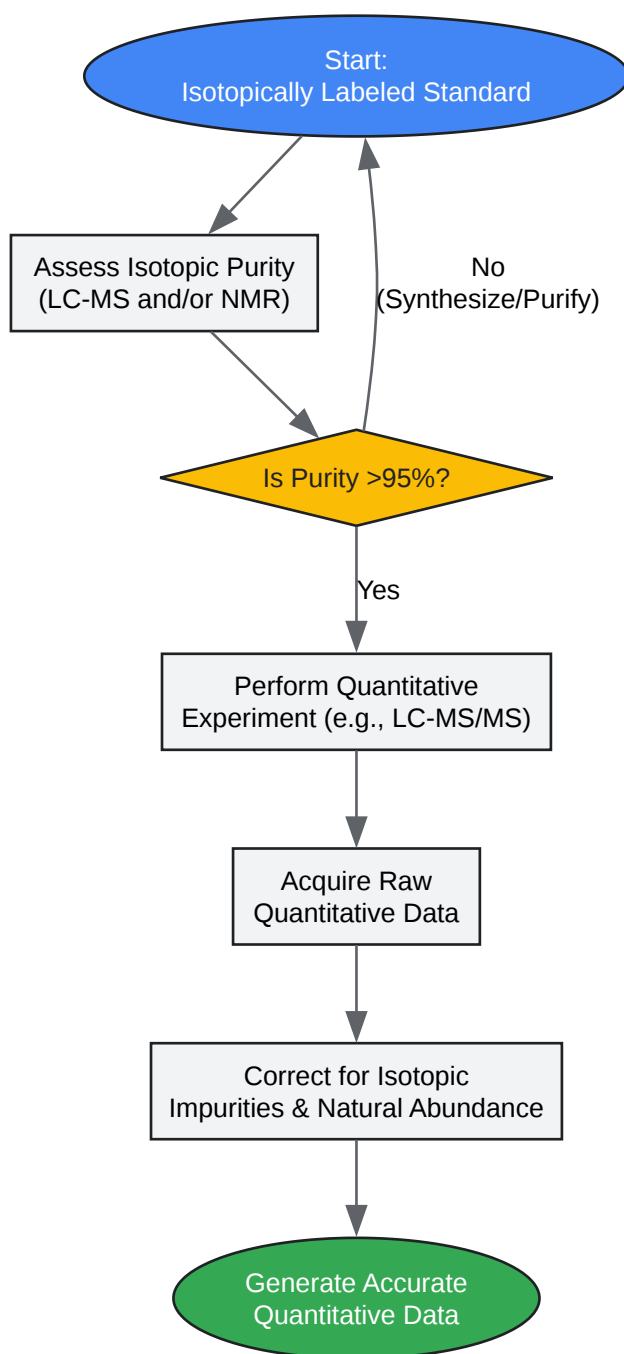 Start:
Isotopically Labeled Standard
Assess Isotopic Purity
(LC-MS and/or NMR)
No
(Synthesize/Purify)
Is Purity >95%?
Yes
Perform Quantitative
Experiment (e.g., LC-MS/MS)
Acquire Raw
Quantitative Data
Correct for Isotopic
Impurities & Natural Abundance
Generate Accurate
Quantitative Data